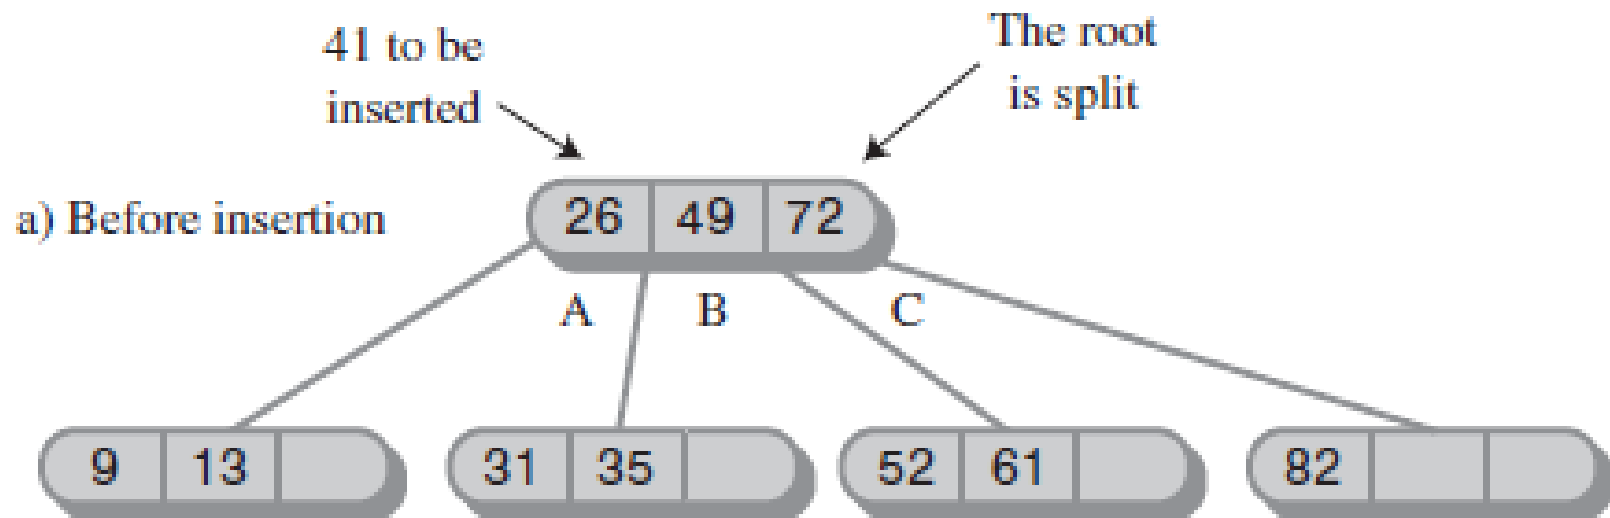 41 to be
inserted
The root
is split
a) Before insertion
26 49 72
A B C
9 13
31 35
52 61
82